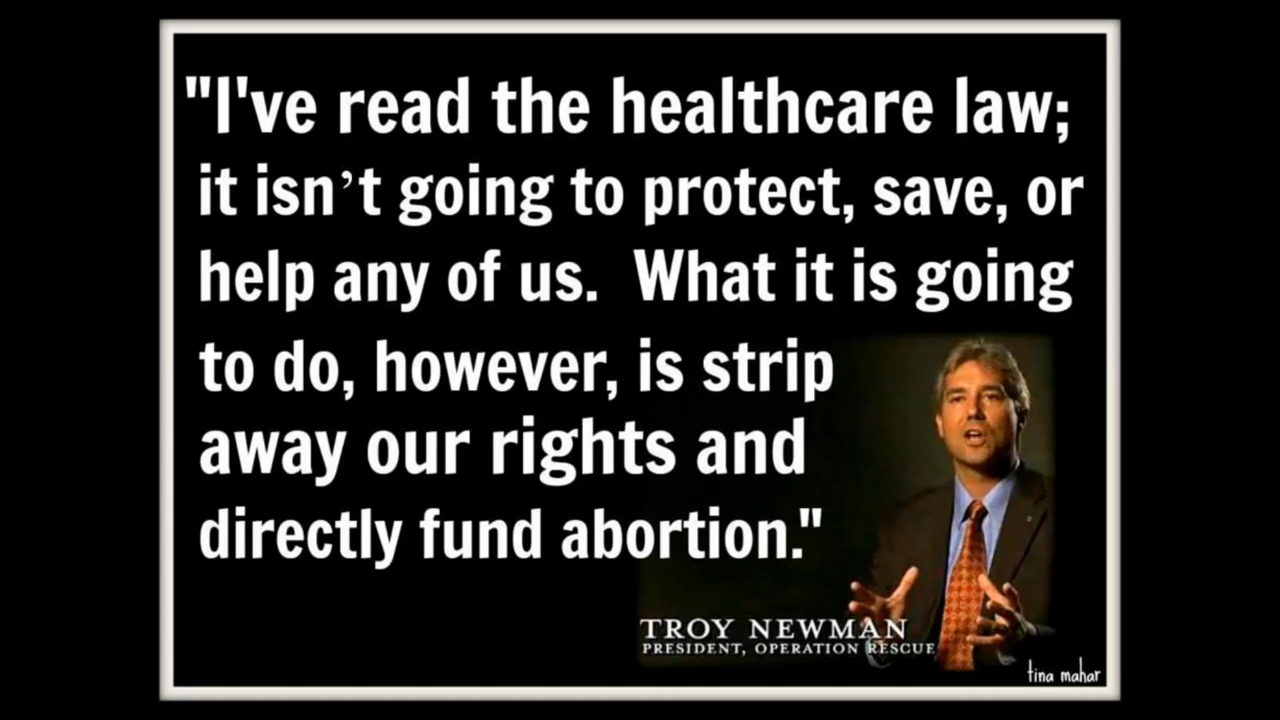 "I've read the healthcare law;
it isn’t going to protect, save, or
help any of us.  What it is going
to do, however, is strip
away our rights and
directly fund abortion."
TROY NEWMAN
PRESIDENT, OPERATION RESCUE
tina mahar